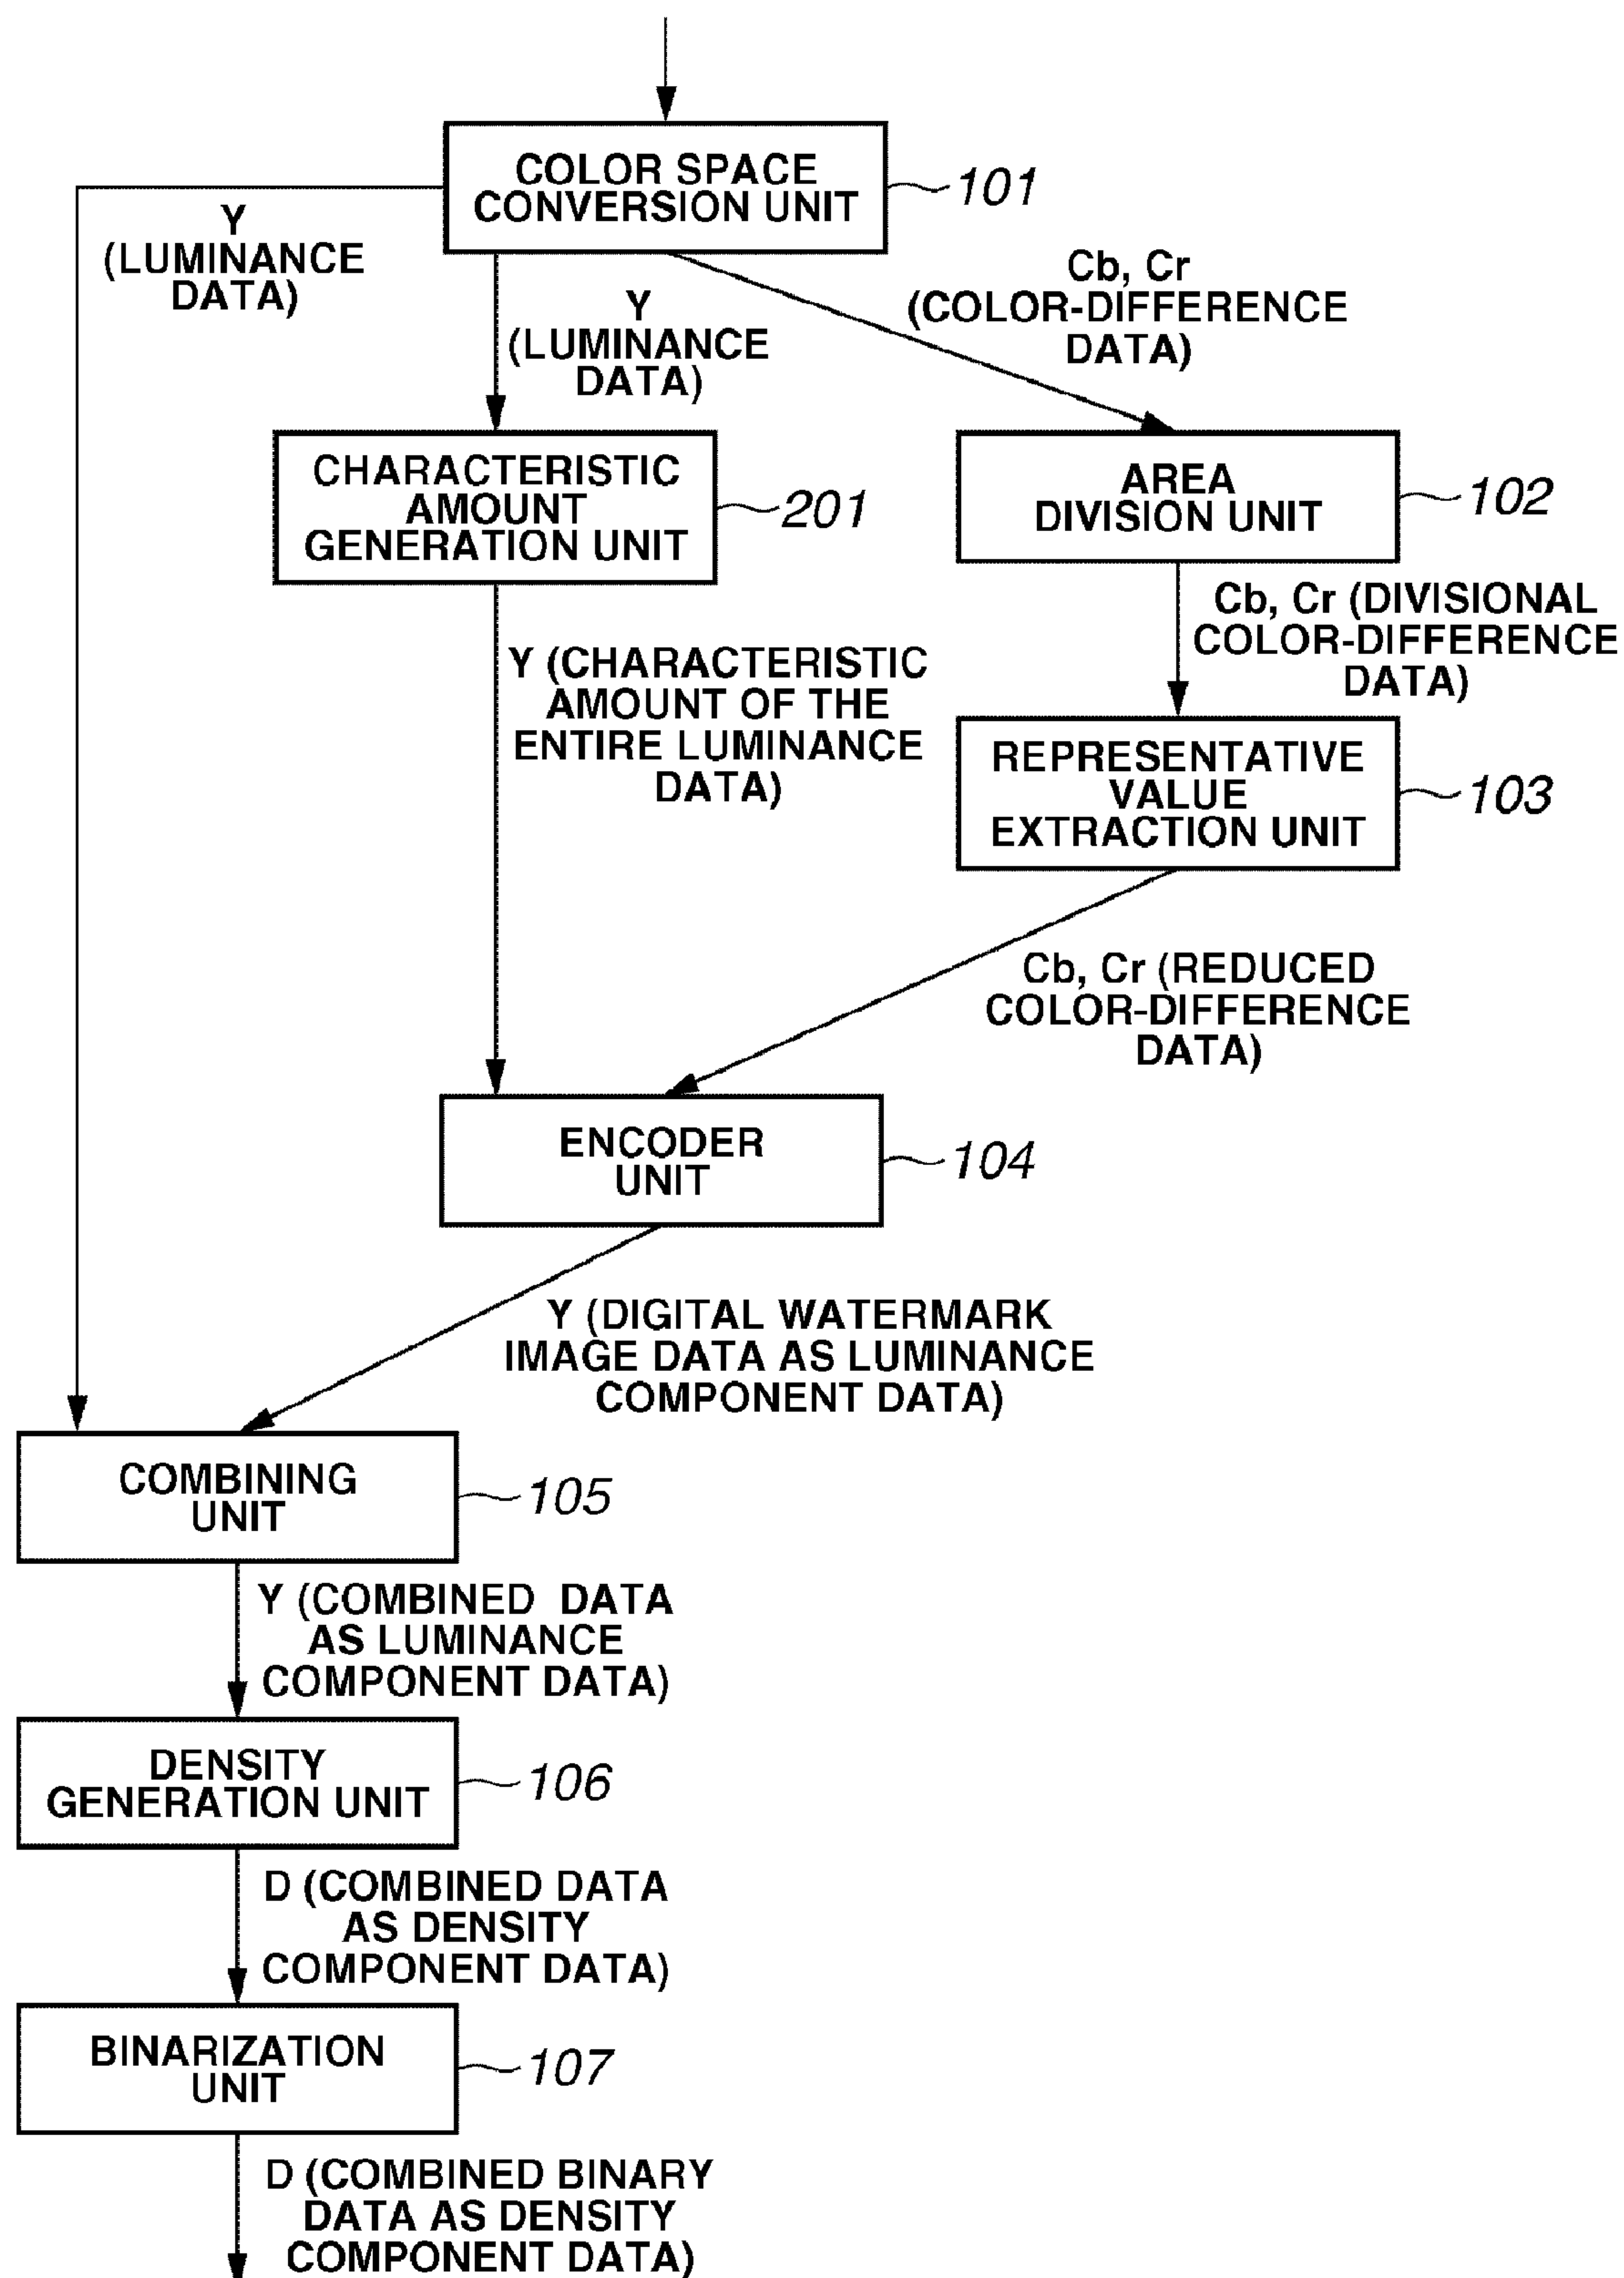 COLOR SPACE
CONVERSION UNIT
101
Y
(LUMINANCE
DATA)
Y
(LUMINANCE
DATA)
Cb, Cr
(COLOR-DIFFERENCE
DATA)
CHARACTERISTIC
AMOUNT
GENERATION UNIT
201
AREA
DIVISION UNIT
102
Cb, Cr (DIVISIONAL
COLOR-DIFFERENCE
DATA)
Y (CHARACTERISTIC
AMOUNT OF THE
ENTIRE LUMINANCE
DATA)
REPRESENTATIVE
VALUE
EXTRACTION UNIT
103
Cb, Cr (REDUCED
COLOR-DIFFERENCE
DATA)
ENCODER
UNIT
104
Y (DIGITAL WATERMARK
IMAGE DATA AS LUMINANCE
COMPONENT DATA)
COMBINING
UNIT
105
Y (COMBINED DATA
AS LUMINANCE
COMPONENT DATA)
DENSITY
GENERATION UNIT
106
D (COMBINED DATA
AS DENSITY
COMPONENT DATA)
BINARIZATION
UNIT
107
D (COMBINED BINARY
DATA AS DENSITY
COMPONENT DATA)